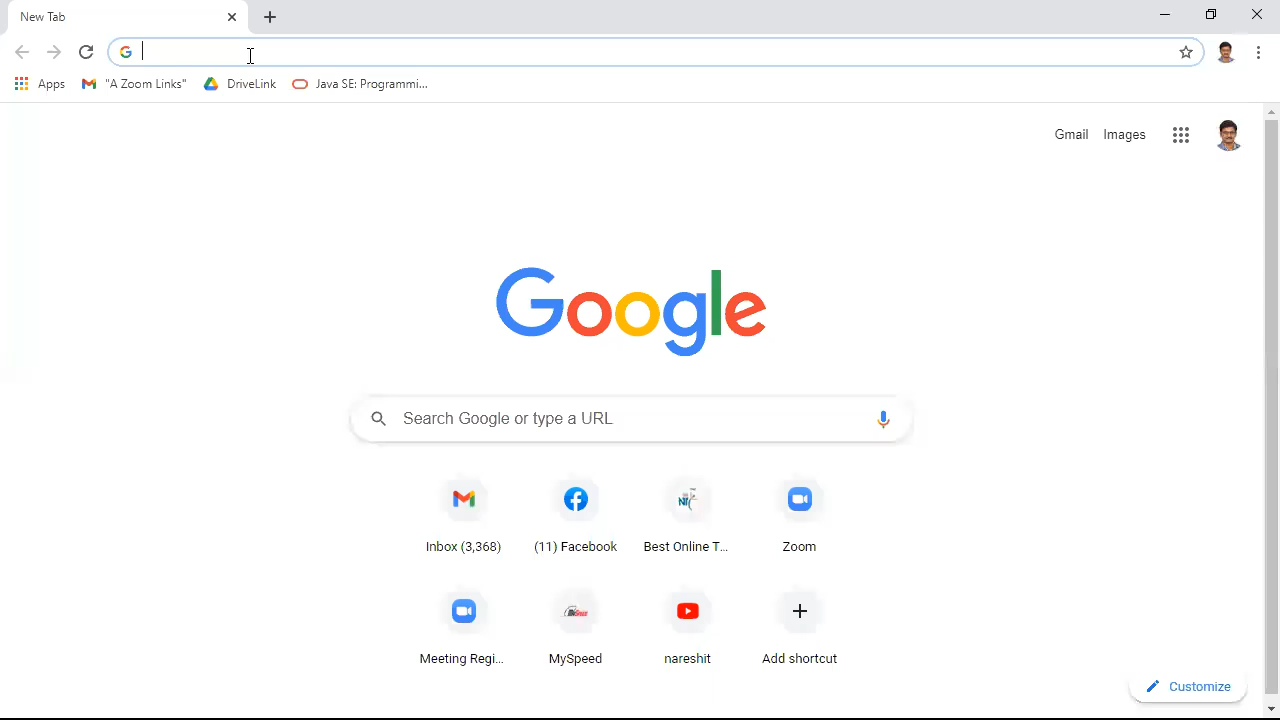 New Tab
Apps "A Zoom Links" DriveLink Java SE: Programmi...
Gmail Images
Google
Search Google or type a URL
Inbox (3,368) (11) Facebook Best Online T... Zoom
Meeting Regi... MySpeed nareshit Add shortcut
Customize